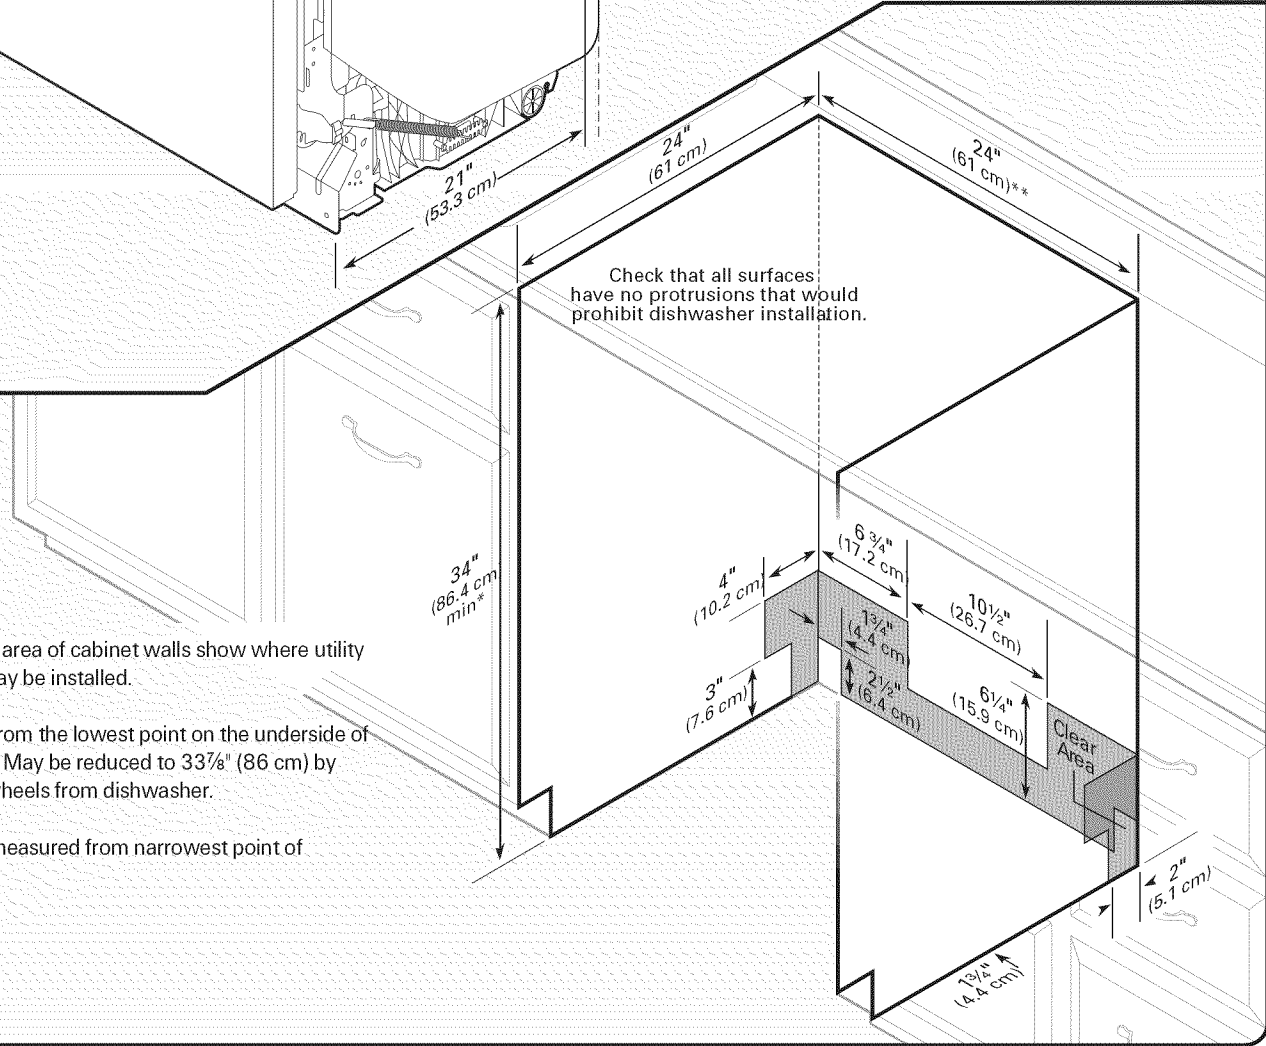 24"
(61 cm)
24"
(61 cm)**
21"
(53.3 cm)
Check that all surfaces
have no protrusions that would
prohibit dishwasher installation.
34"
(86.4 cm
min*
6 3/4"
(17.2 cm)
4"
(10.2 cm)
10½"
(26.7 cm)
1¾"
(4.4 cm)
2½"
(6.4 cm)
3"
(7.6 cm)
6¼"
(15.9 cm)
Clear
Area
area of cabinet walls show where utility
ay be installed.
rom the lowest point on the underside of
May be reduced to 33⅞" (86 cm) by
heels from dishwasher.
neasured from narrowest point of
2"
(5.1 cm)
1¾"
(4.4 cm)